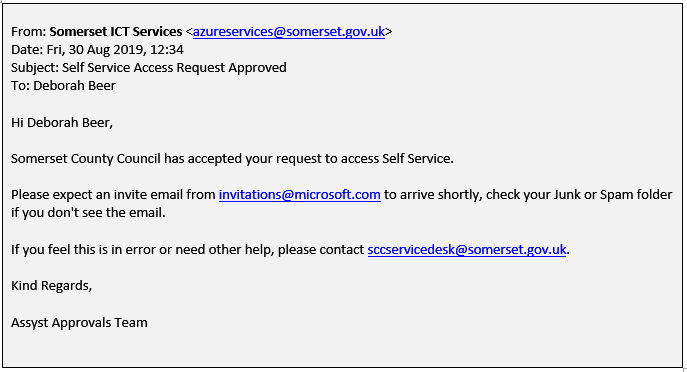 From: Somerset ICT Services <azureservices@somerset.gov.uk>
Date: Fri, 30 Aug 2019, 12:34
Subject: Self Service Access Request Approved
To: Deborah Beer
Hi Deborah Beer,
Somerset County Council has accepted your request to access Self Service.
Please expect an invite email from invitations@microsoft.com to arrive shortly, check your Junk or Spam folder
if you don't see the email.
If you feel this is in error or need other help, please contact sccservicedesk@somerset.gov.uk.
Kind Regards,
Assyst Approvals Team